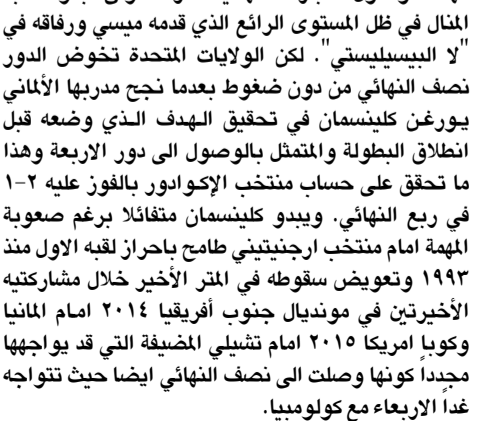 المنال في ظل المستوى الرائع الذي قدمه ميسي ورفاقه في
"لا البيسيليستي". لكن الولايات المتحدة تخوض الدور
نصف النهائي من دون ضغوط بعدما نجح مدربها الألماني
يورغن كلينسمان في تحقيق الهدف الذي وضعه قبل
انطلاق البطولة والمتمثل بالوصول الى دور الاربعة وهذا
ما تحقق على حساب منتخب الإكوادور بالفوز عليه ٢-١
في ربع النهائي. ويبدو كلينسمان متفائلا برغم صعوبة
المهمة امام منتخب ارجنيتيني طامح باحراز لقبه الاول منذ
١٩٩٣ وتعويض سقوطه في المتر الأخير خلال مشاركتيه
الأخيرتين في مونديال جنوب أفريقيا ٢٠١٤ امام المانيا
وكوبا امريكا ٢٠١٥ امام تشيلي المضيفة التي قد يواجهها
مجدداً كونها وصلت الى نصف النهائي ايضا حيث تتواجه
غداً الاربعاء مع كولومبيا.